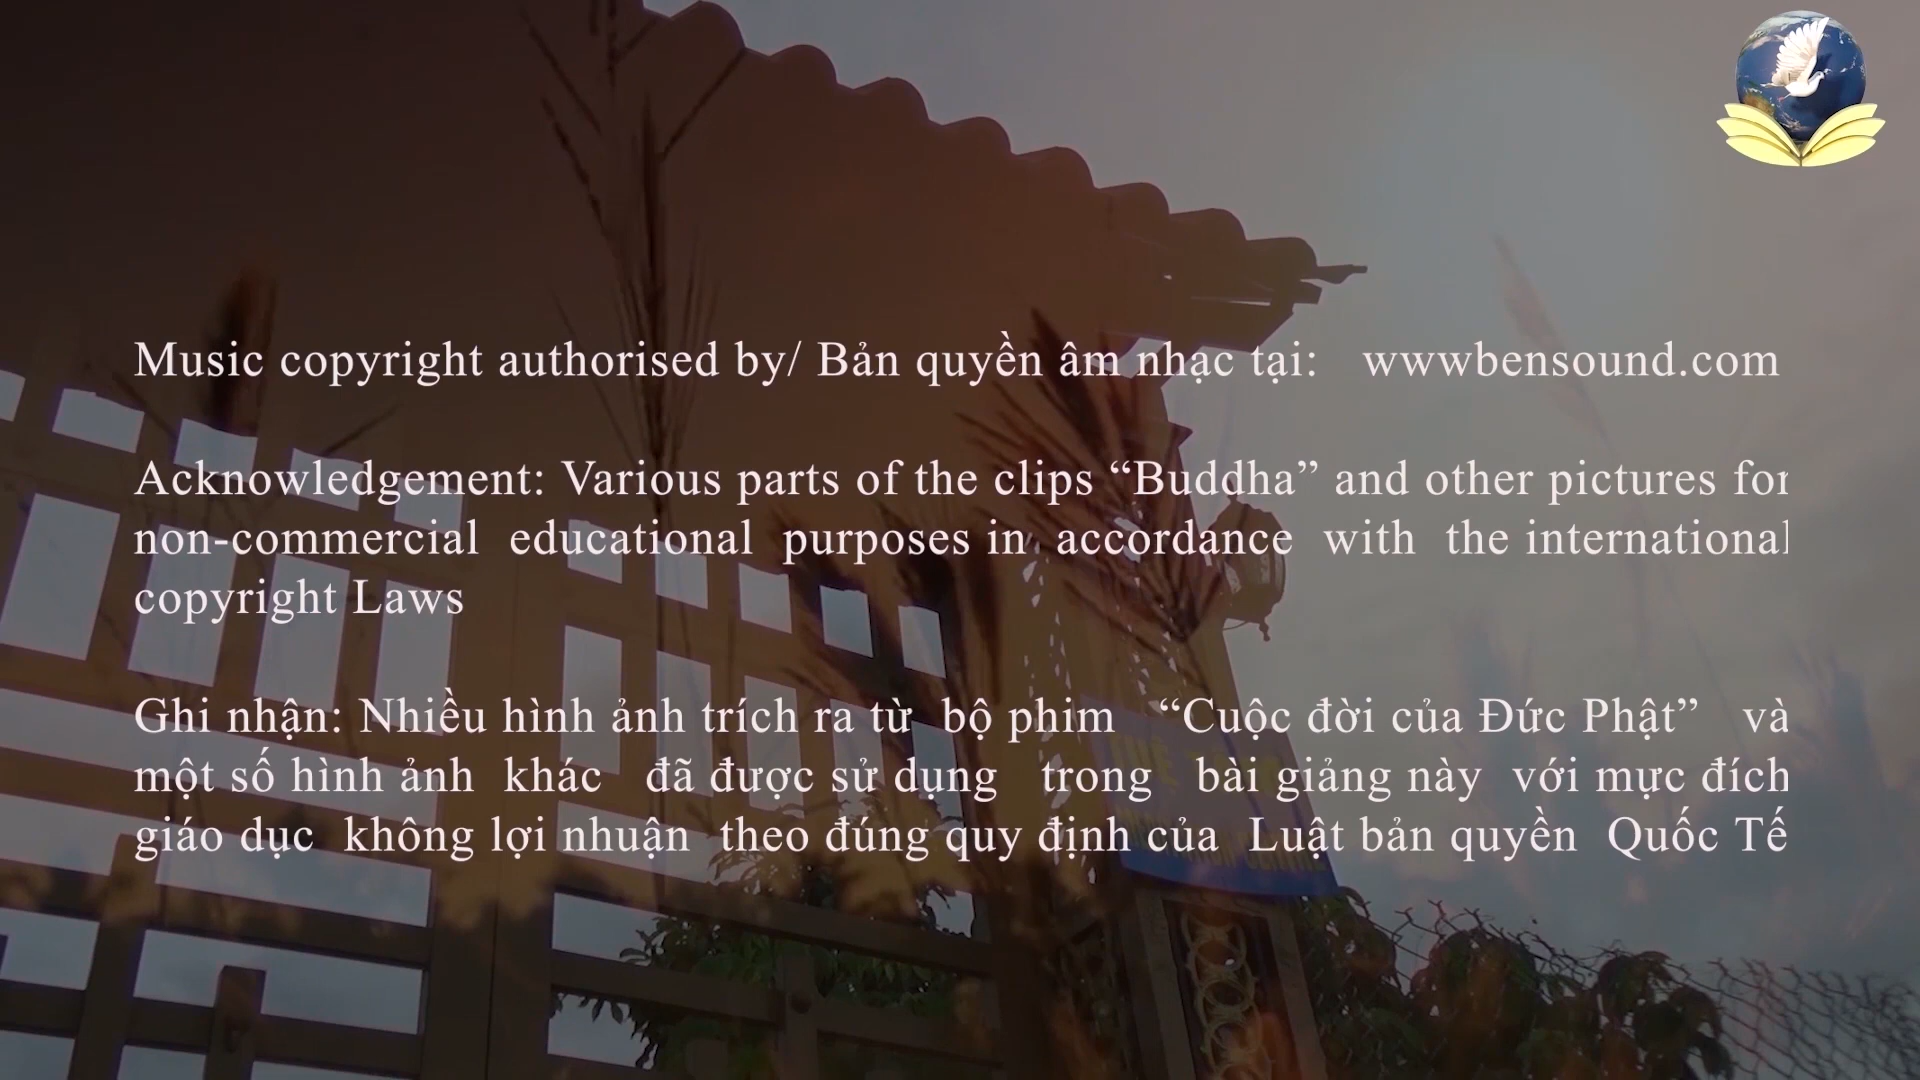 Music copyright authorised by/ Bản quyền âm nhạc tại: wwwbensound.com
Acknowledgement: Various parts of the clips “Buddha” and other pictures for
non-commercial educational purposes in accordance with the international
copyright Laws
Ghi nhận: Nhiều hình ảnh trích ra từ bộ phim “Cuộc đời của Đức Phật” và
một số hình ảnh khác đã được sử dụng trong bài giảng này với mực đích
giáo dục không lợi nhuận theo đúng quy định của Luật bản quyền Quốc Tế